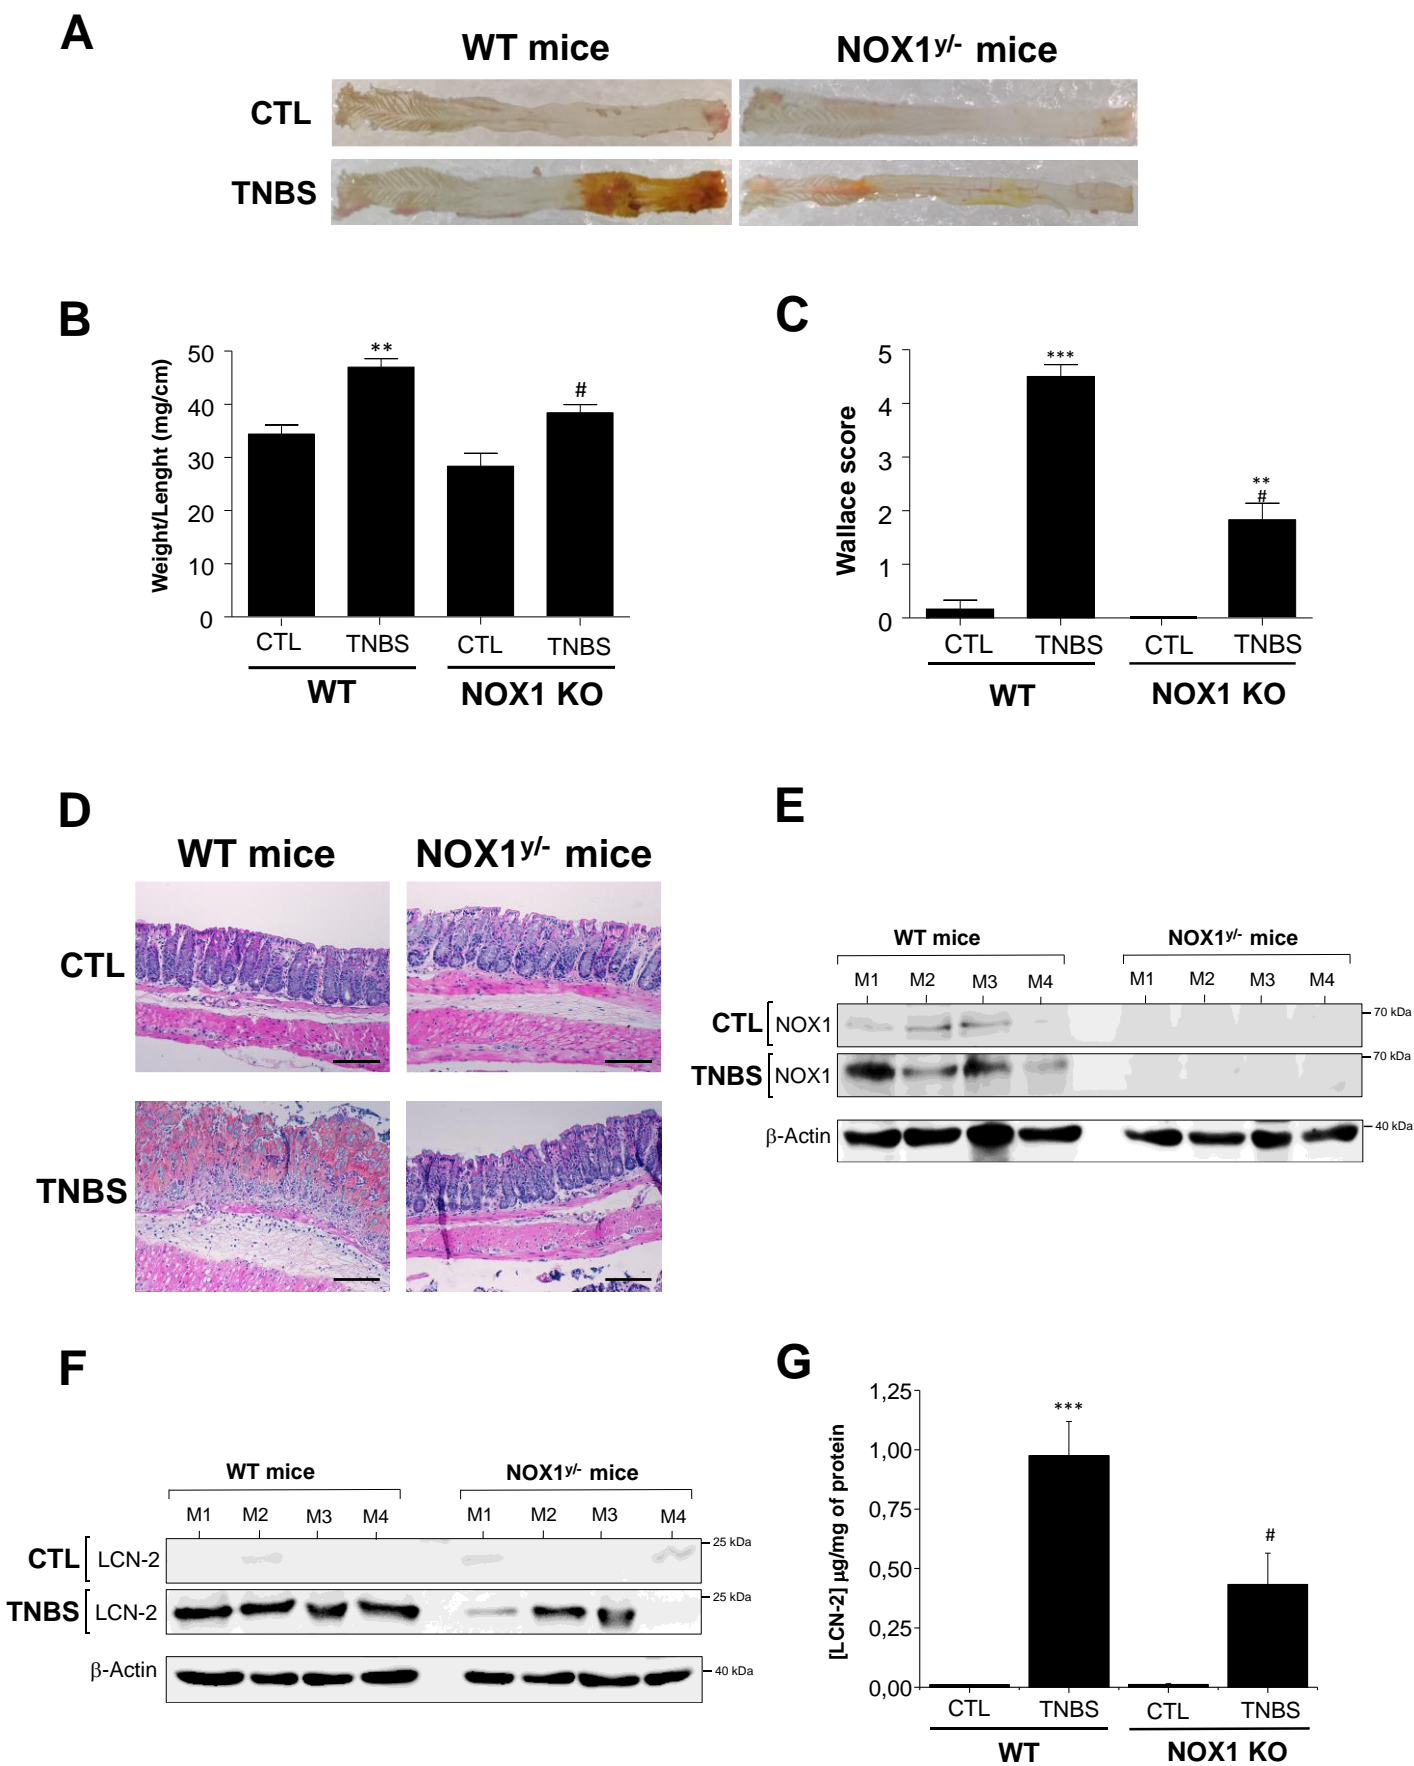 A
WT mice NOX1y/- mice
CTL
TNBS
B
Weight/Lenght (mg/cm)
50
40
30
20
10
0
**
#
CTL TNBS CTL TNBS
WT NOX1 KO
C
Wallace score
5
4
3
2
1
0
***
**
#
CTL TNBS CTL TNBS
WT NOX1 KO
D
WT mice NOX1y/- mice
CTL
TNBS
E
WT mice NOX1y/- mice
M1 M2 M3 M4 M1 M2 M3 M4
CTL NOX1 70 kDa
TNBS NOX1 70 kDa
β-Actin 40 kDa
F
WT mice NOX1y/- mice
M1 M2 M3 M4 M1 M2 M3 M4
CTL LCN-2 25 kDa
TNBS LCN-2 25 kDa
β-Actin 40 kDa
G
[LCN-2] µg/mg of protein
1,25
1,00
0,75
0,50
0,25
0,00
***
#
CTL TNBS CTL TNBS
WT NOX1 KO